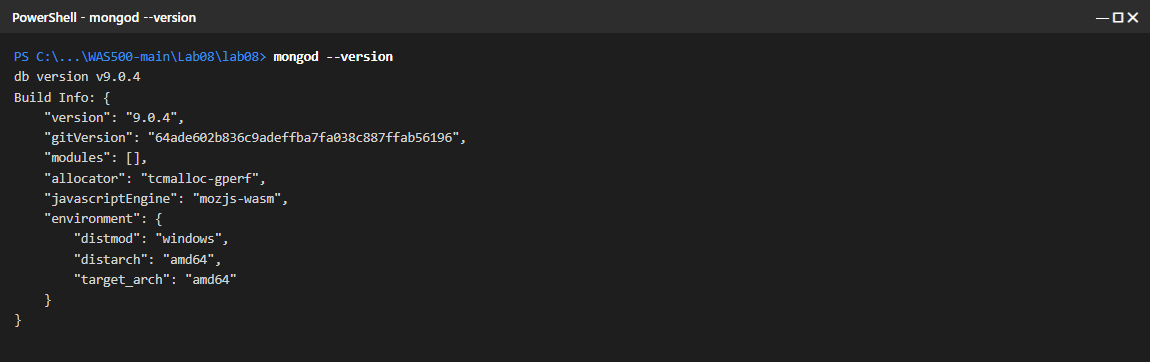 PowerShell - mongod --version
PS C:\...\WAS500-main\Lab08\lab08> mongod --version
db version v9.0.4
Build Info: {
    "version": "9.0.4",
    "gitVersion": "64ade602b836c9adeffba7fa038c887ffab56196",
    "modules": [],
    "allocator": "tcmalloc-gperf",
    "javascriptEngine": "mozjs-wasm",
    "environment": {
        "distmod": "windows",
        "distarch": "amd64",
        "target_arch": "amd64"
    }
}